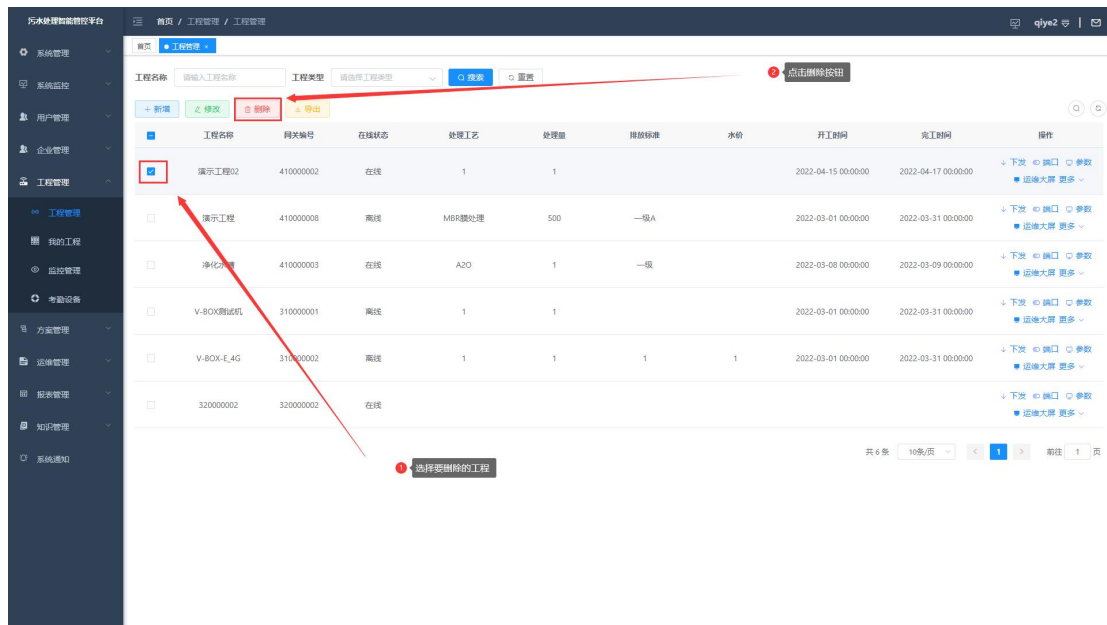 污水处理智能管控平台
首页 / 工程管理 / 工程管理
qiye2
系统管理
系统监控
用户管理
企业管理
工程管理
工程管理
我的工程
监控管理
考勤设备
方案管理
运维管理
报表管理
知识管理
系统通知
首页 工程管理 ×
工程名称 请输入工程名称 工程类型 请选择工程类型 搜索 重置
2 点击删除按钮
+ 新增 修改 删除 导出
工程名称 网关编号 在线状态 处理工艺 处理量 排放标准 水价 开工时间 完工时间 操作
演示工程02 410000002 在线 1 1 2022-04-15 00:00:00 2022-04-17 00:00:00 下发 端口 参数
运维大屏 更多
演示工程 410000008 离线 MBR膜处理 500 一级A 2022-03-01 00:00:00 2022-03-31 00:00:00 下发 端口 参数
运维大屏 更多
净化水 410000003 在线 A2O 1 一级 2022-03-08 00:00:00 2022-03-09 00:00:00 下发 端口 参数
运维大屏 更多
V-BOX测试机 310000001 离线 1 1 2022-03-01 00:00:00 2022-03-31 00:00:00 下发 端口 参数
运维大屏 更多
V-BOX-E_4G 310000002 离线 1 1 1 1 2022-03-01 00:00:00 2022-03-31 00:00:00 下发 端口 参数
运维大屏 更多
320000002 320000002 在线 下发 端口 参数
运维大屏 更多
共 6 条 10条/页 < 1 > 前往 1 页
1 选择要删除的工程